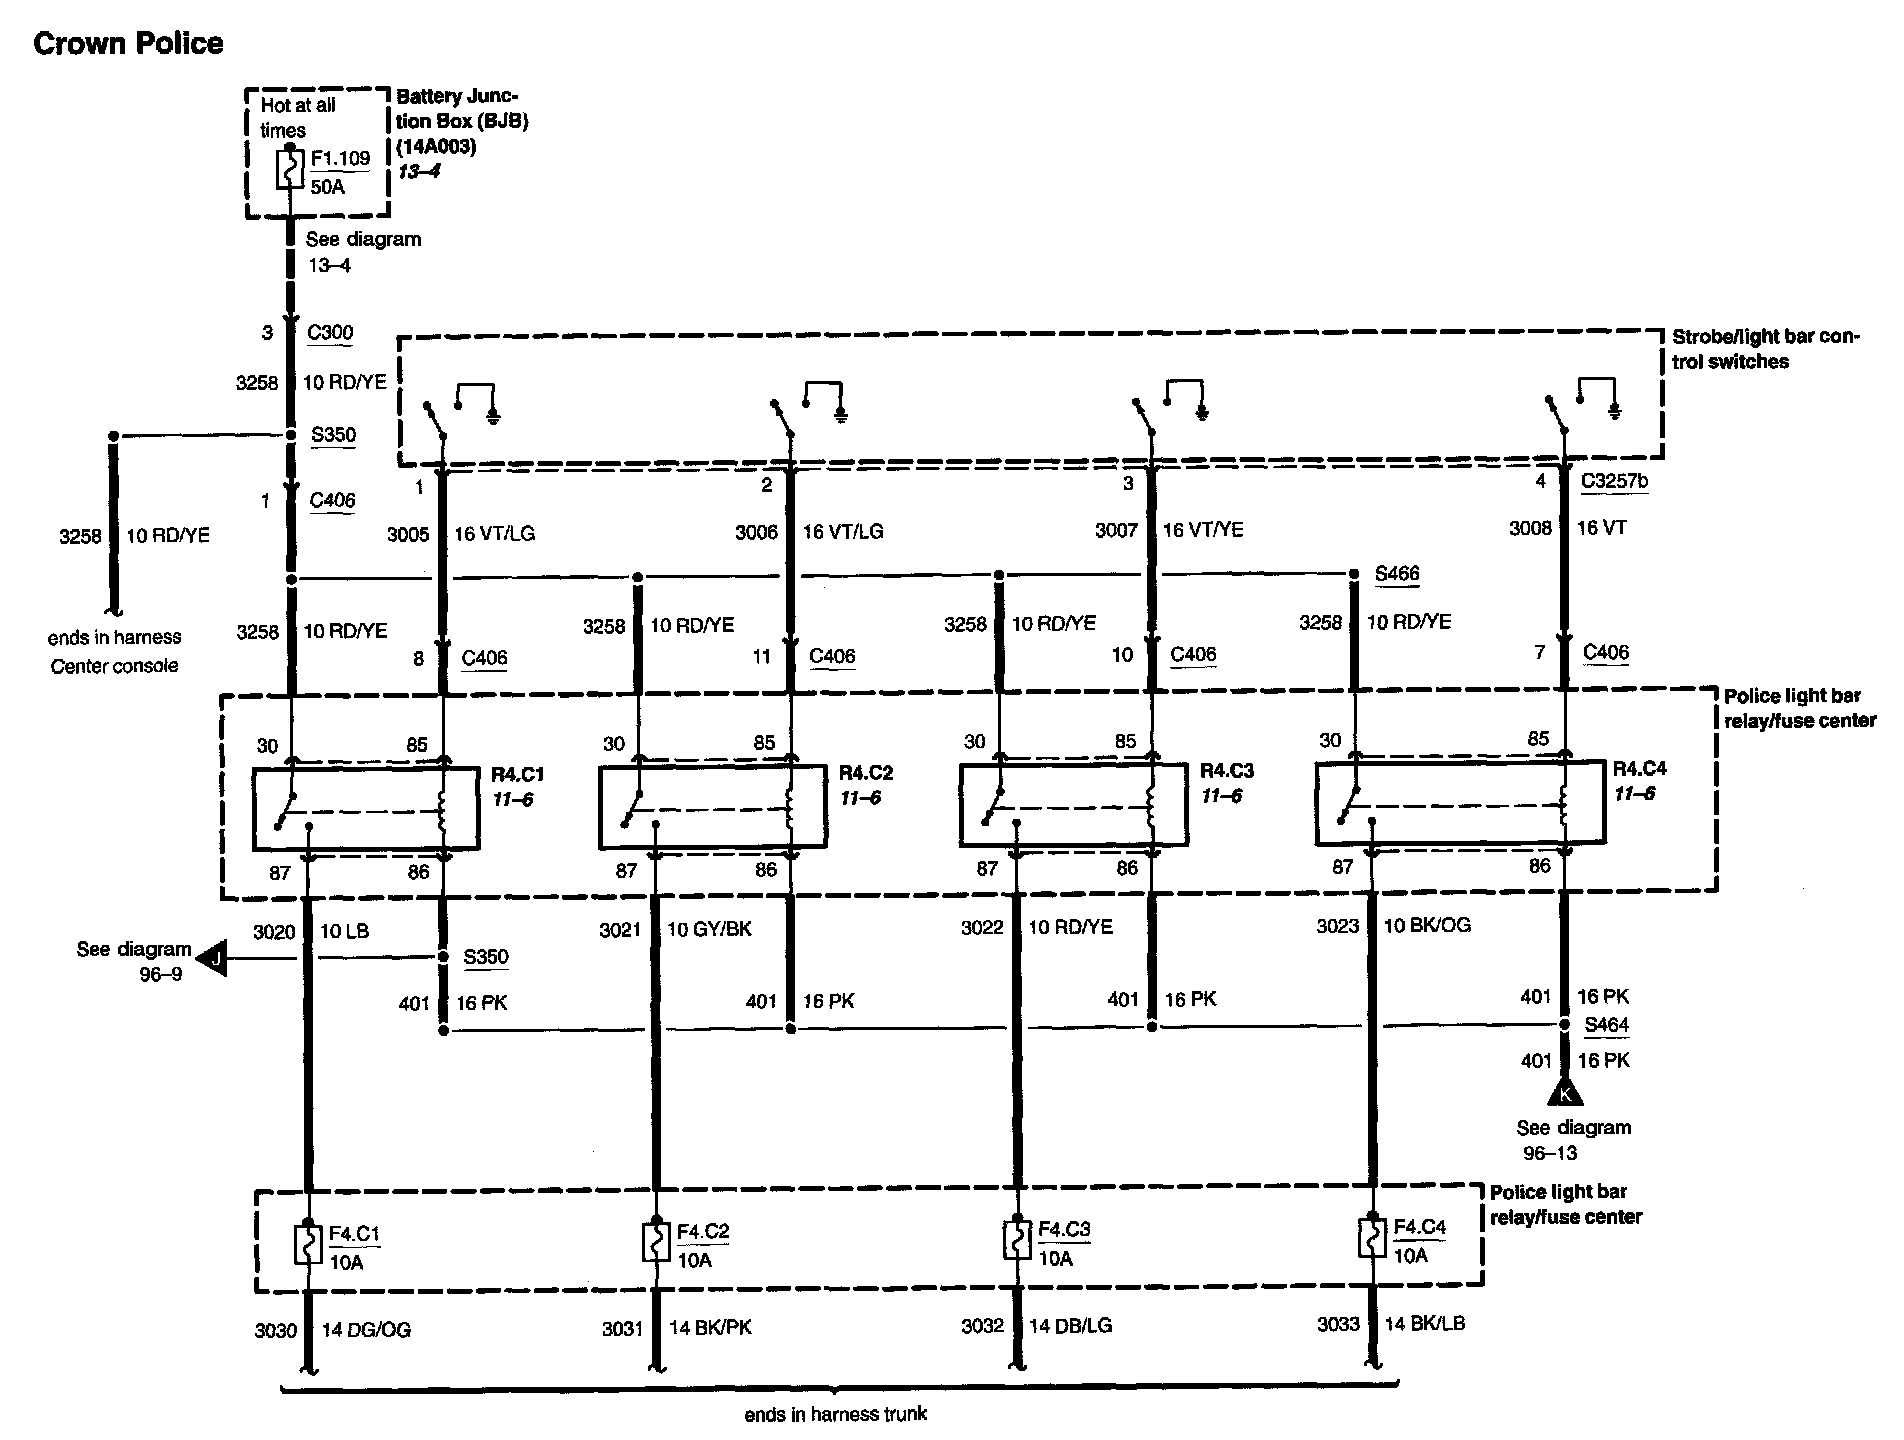 Crown Police
Hot at all
times
F1.109
50A
Battery Junc-
tion Box (BJB)
(14A003)
13–4
See diagram
13–4
3 C300
3258 10 RD/YE
S350
1 C406
3258 10 RD/YE
ends in harness
Center console
Strobe/light bar con-
trol switches
1 2 3 4 C3257b
3005 16 VT/LG 3006 16 VT/LG 3007 16 VT/YE 3008 16 VT
S466
3258 10 RD/YE 3258 10 RD/YE 3258 10 RD/YE 3258 10 RD/YE
8 C406 11 C406 10 C406 7 C406
Police light bar
relay/fuse center
30 85 30 85 30 85 30 85
R4.C1 R4.C2 R4.C3 R4.C4
11–6 11–6 11–6 11–6
87 86 87 86 87 86 87 86
3020 10 LB 3021 10 GY/BK 3022 10 RD/YE 3023 10 BK/OG
See diagram
96–9
J
S350
401 16 PK 401 16 PK 401 16 PK 401 16 PK
S464
401 16 PK
K
See diagram
96–13
Police light bar
relay/fuse center
F4.C1 F4.C2 F4.C3 F4.C4
10A 10A 10A 10A
3030 14 DG/OG 3031 14 BK/PK 3032 14 DB/LG 3033 14 BK/LB
ends in harness trunk